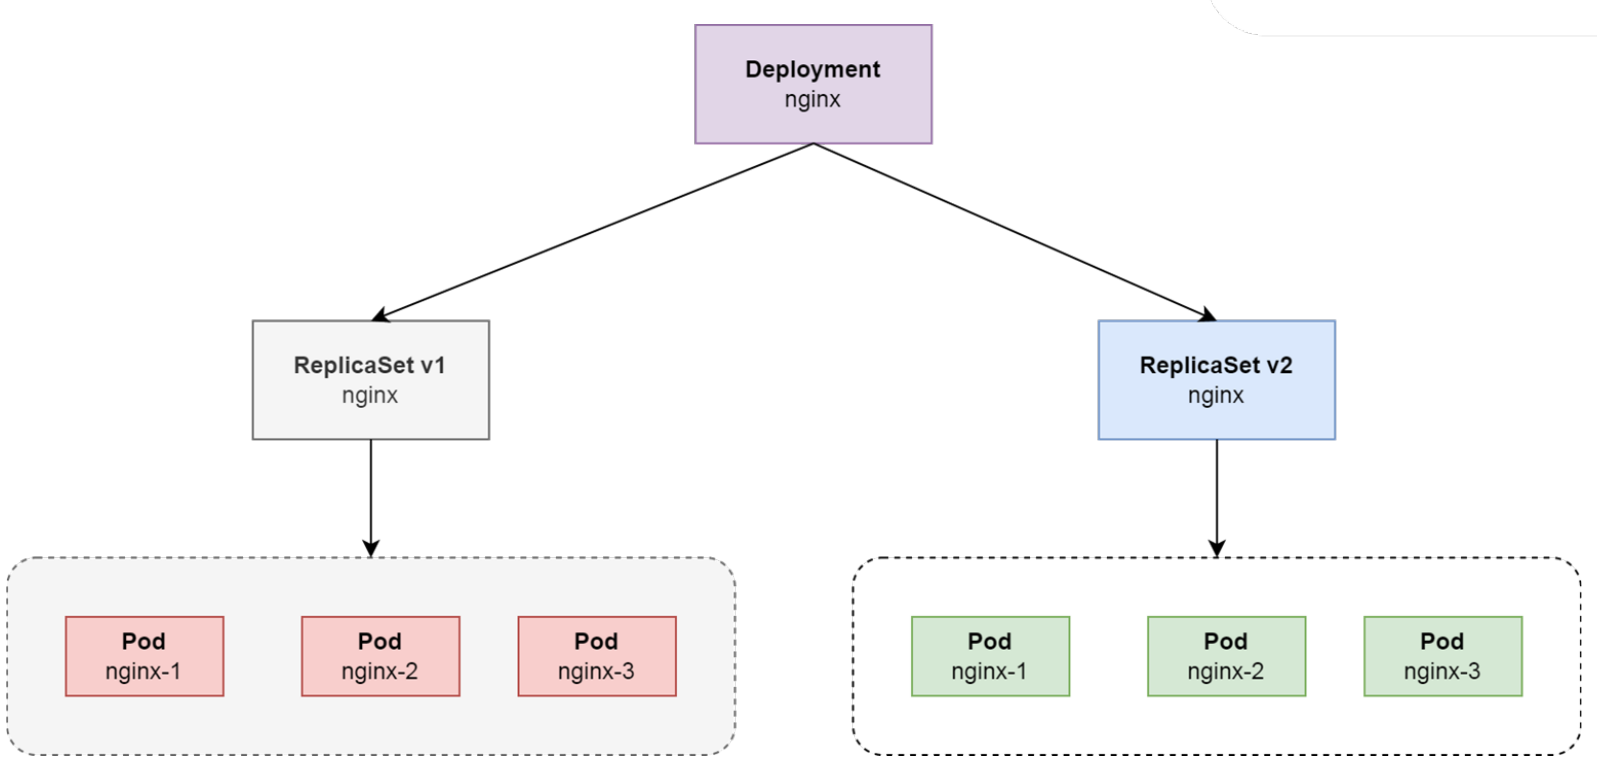 Deployment
nginx
ReplicaSet v1
nginx
ReplicaSet v2
nginx
Pod
nginx-1
Pod
nginx-2
Pod
nginx-3
Pod
nginx-1
Pod
nginx-2
Pod
nginx-3